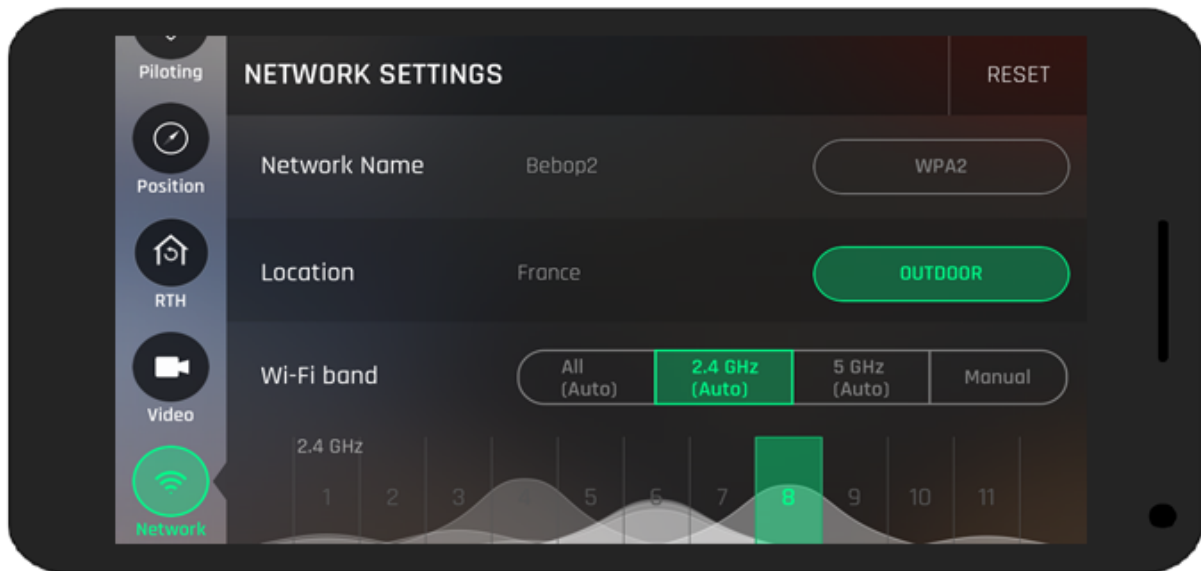 Piloting
Position
RTH
Video
Network
NETWORK SETTINGS
RESET
Network Name
Bebop2
WPA2
Location
France
OUTDOOR
Wi-Fi band
All
(Auto)
2.4 GHz
(Auto)
5 GHz
(Auto)
Manual
2.4 GHz
1 2 3 4 5 6 7 8 9 10 11